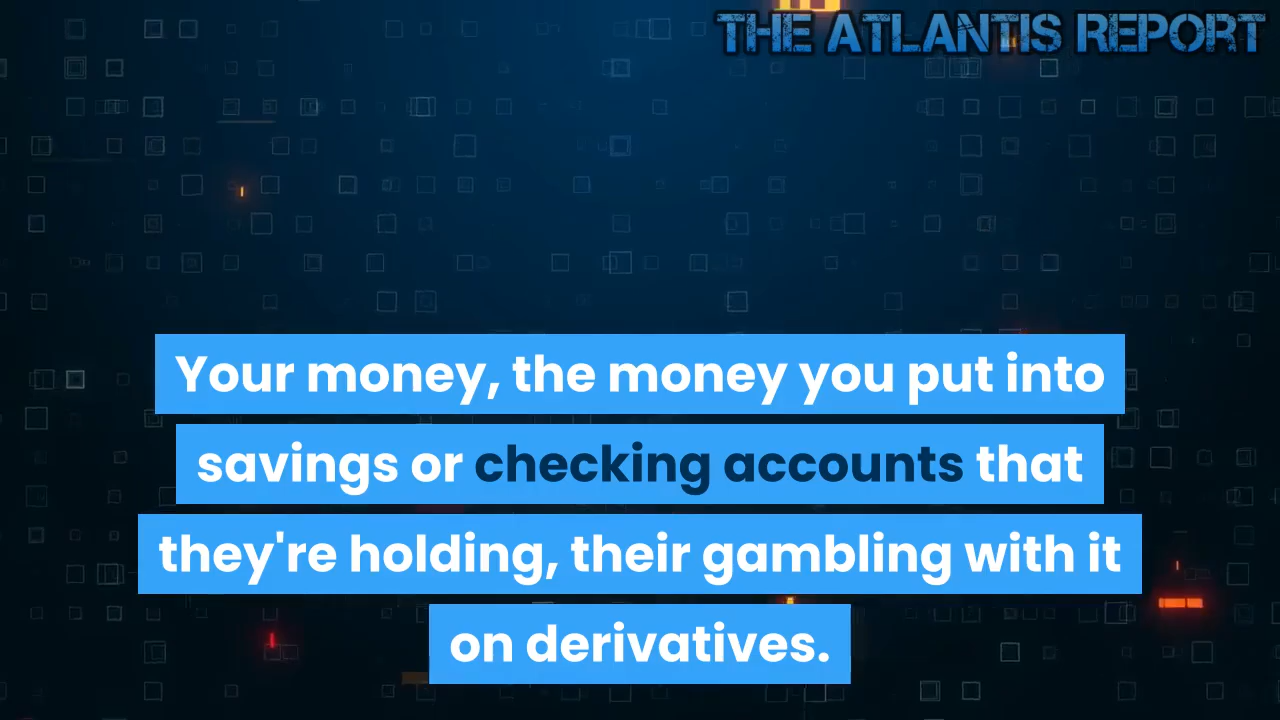 THE ATLANTIS REPORT
Your money, the money you put into
savings or checking accounts that
they're holding, their gambling with it
on derivatives.